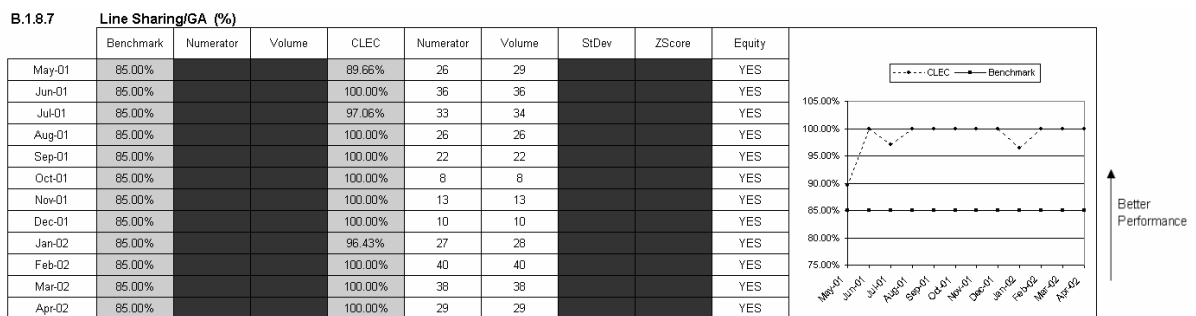 B.1.8.7 Line Sharing/GA (%)
Benchmark Numerator Volume CLEC Numerator Volume StDev ZScore Equity
May-01 85.00% 89.66% 26 29 YES
Jun-01 85.00% 100.00% 36 36 YES
Jul-01 85.00% 97.06% 33 34 YES
Aug-01 85.00% 100.00% 26 26 YES
Sep-01 85.00% 100.00% 22 22 YES
Oct-01 85.00% 100.00% 8 8 YES
Nov-01 85.00% 100.00% 13 13 YES
Dec-01 85.00% 100.00% 10 10 YES
Jan-02 85.00% 96.43% 27 28 YES
Feb-02 85.00% 100.00% 40 40 YES
Mar-02 85.00% 100.00% 38 38 YES
Apr-02 85.00% 100.00% 29 29 YES
CLEC Benchmark
105.00%
100.00%
95.00%
90.00%
85.00%
80.00%
75.00%
May-01 Jun-01 Jul-01 Aug-01 Sep-01 Oct-01 Nov-01 Dec-01 Jan-02 Feb-02 Mar-02 Apr-02
Better
Performance